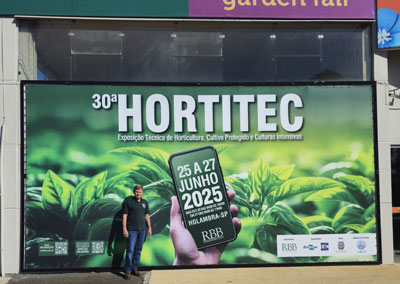 garden fair
30ª HORTITEC
Exposição Técnica de Horticultura, Cultivo Protegido e Culturas Intensivas
25 A 27
JUNHO
2025
HOLAMBRA-SP
RBB
RBB